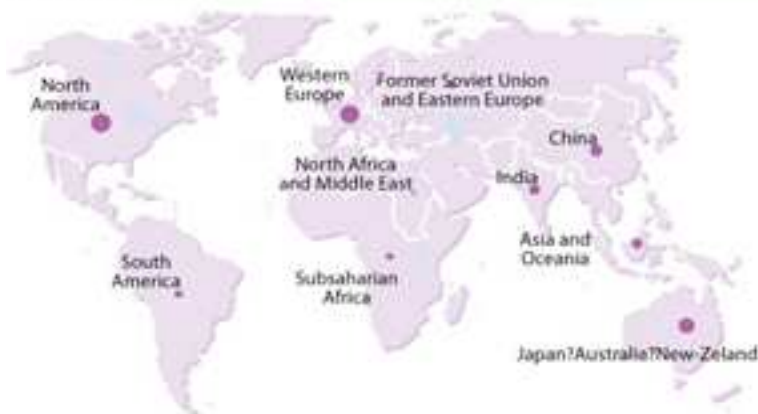 North
America
Western
Europe
Former Soviet Union
and Eastern Europe
China
North Africa
and Middle East
India
Asia and
Oceania
South
America
Subsaharian
Africa
Japan?Australia?New-Zeland